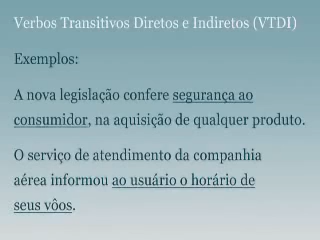 Verbos Transitivos Diretos e Indiretos (VTDI)
Exemplos:
A nova legislação confere segurança ao
consumidor, na aquisição de qualquer produto.
O serviço de atendimento da companhia
aérea informou ao usuário o horário de
seus vôos.